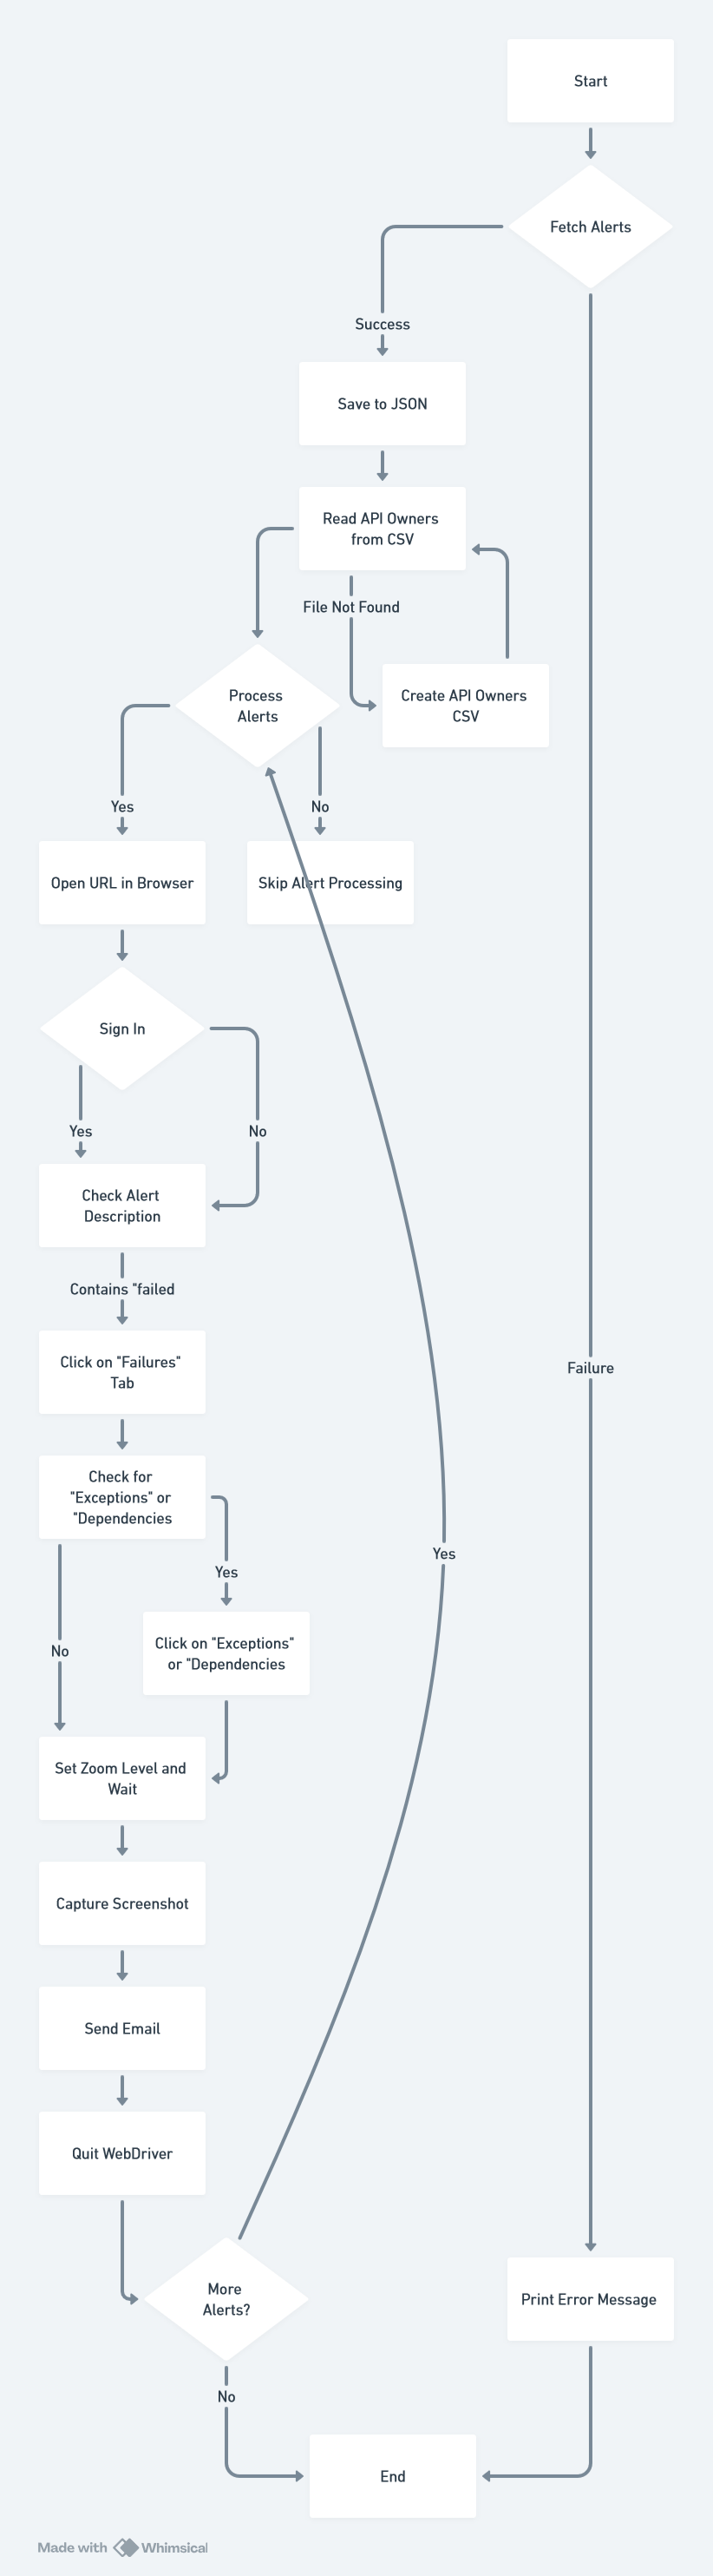 Start
Fetch Alerts
Success
Save to JSON
Read API Owners
from CSV
File Not Found
Process
Alerts
Create API Owners
CSV
Yes
No
Open URL in Browser
Skip Alert Processing
Sign In
Yes
No
Check Alert
Description
Contains "failed
Click on "Failures"
Tab
Failure
Check for
"Exceptions" or
"Dependencies
Yes
Yes
No
Click on "Exceptions"
or "Dependencies
Set Zoom Level and
Wait
Capture Screenshot
Send Email
Quit WebDriver
More
Alerts?
Print Error Message
No
End
Made with Whimsical